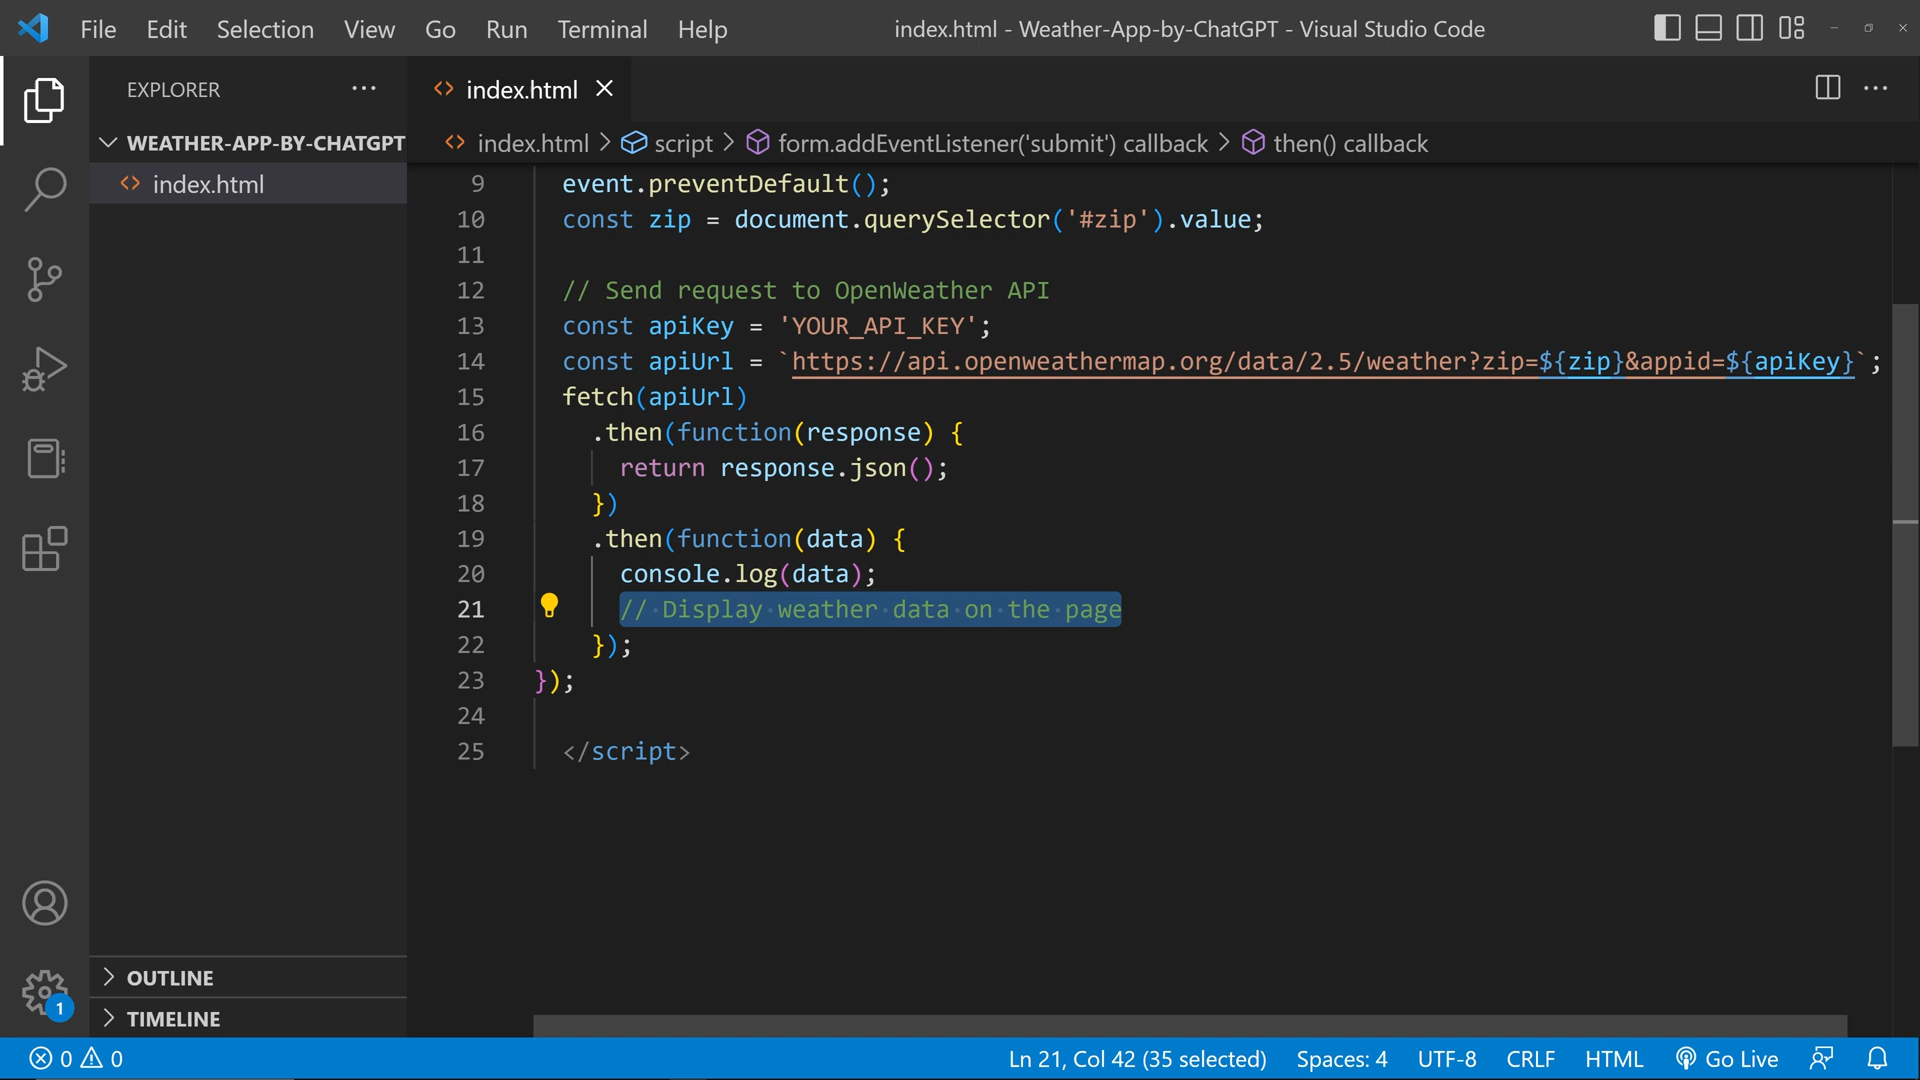 File Edit Selection View Go Run Terminal Help
index.html - Weather-App-by-ChatGPT - Visual Studio Code
EXPLORER
WEATHER-APP-BY-CHATGPT
index.html
index.html
index.html > script > form.addEventListener('submit') callback > then() callback
9 event.preventDefault();
10 const zip = document.querySelector('#zip').value;
11
12 // Send request to OpenWeather API
13 const apiKey = 'YOUR_API_KEY';
14 const apiUrl = `https://api.openweathermap.org/data/2.5/weather?zip=${zip}&appid=${apiKey}`;
15 fetch(apiUrl)
16 .then(function(response) {
17 return response.json();
18 })
19 .then(function(data) {
20 console.log(data);
21 // Display weather data on the page
22 });
23 });
24
25 </script>
OUTLINE
TIMELINE
1
0 0
Ln 21, Col 42 (35 selected) Spaces: 4 UTF-8 CRLF HTML Go Live